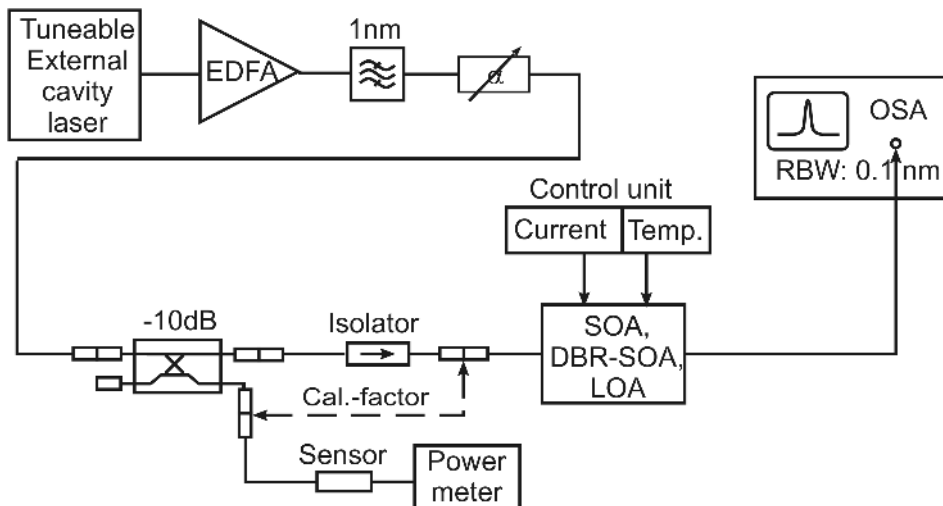 Tuneable
External
cavity
laser
EDFA
1nm
α
OSA
RBW: 0.1 nm
Control unit
Current
Temp.
SOA,
DBR-SOA,
LOA
-10dB
Isolator
Cal.-factor
Sensor
Power
meter